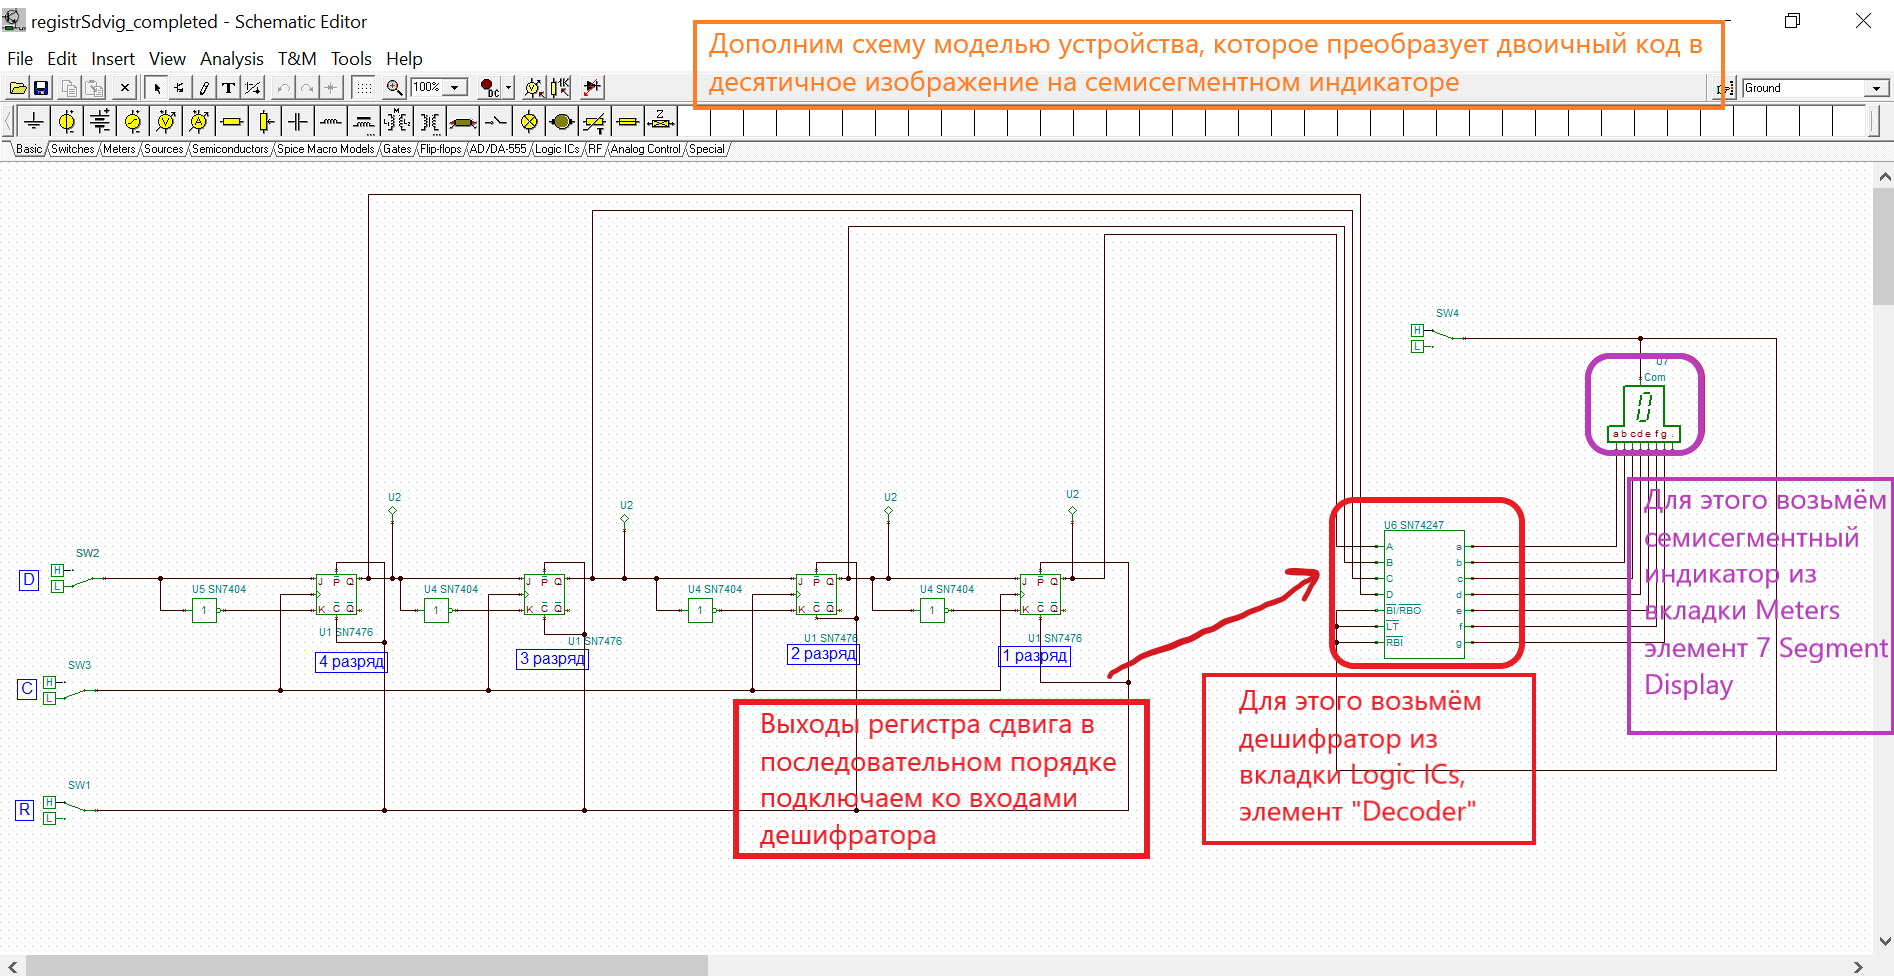 registrSdvig_completed - Schematic Editor
File Edit Insert View Analysis T&M Tools Help
Дополним схему моделью устройства, которое преобразует двоичный код в
десятичное изображение на семисегментном индикаторе
100%
DC
Ground
Basic Switches Meters Sources Semiconductors Spice Macro Models Gates Flip-flops AD/DA-555 Logic ICs RF Analog Control Special
SW4
H
L
U7
Com
a b c d e f g .
Для этого возьмём
семисегментный
индикатор из
вкладки Meters
элемент 7 Segment
Display
U2
U2
U2
U2
U6 SN74247
A a
B b
C c
D d
BI/RBO e
LT f
RBI g
SW2
D
H
L
U5 SN7404
1
J P Q
K C Q
U1 SN7476
4 разряд
U4 SN7404
1
J P Q
K C Q
U1 SN7476
3 разряд
U4 SN7404
1
J P Q
K C Q
U1 SN7476
2 разряд
U4 SN7404
1
J P Q
K C Q
U1 SN7476
1 разряд
SW3
C
H
L
SW1
R
H
L
Выходы регистра сдвига в
последовательном порядке
подключаем ко входами
дешифратора
Для этого возьмём
дешифратор из
вкладки Logic ICs,
элемент "Decoder"